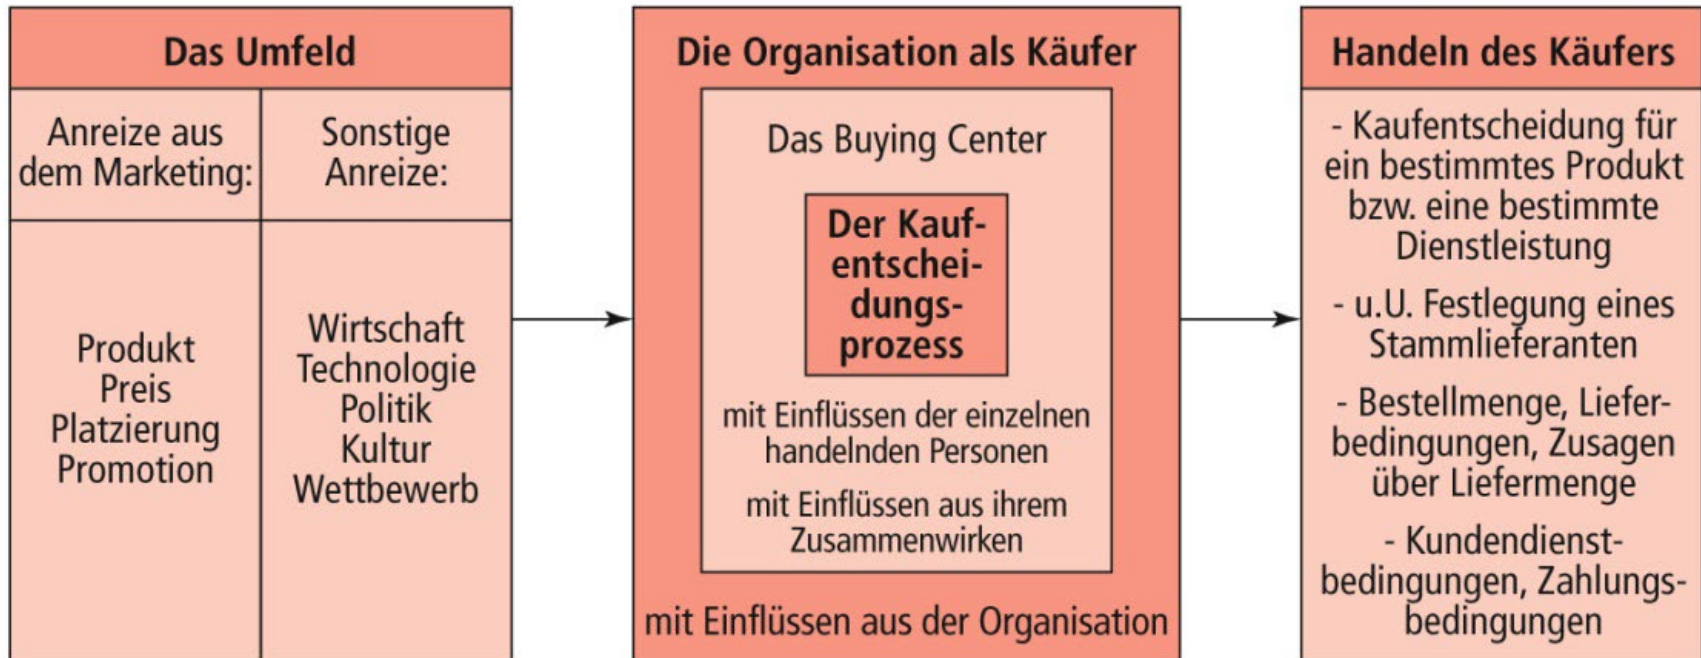 Das Umfeld
Anreize aus
dem Marketing:
Sonstige
Anreize:
Produkt
Preis
Platzierung
Promotion
Wirtschaft
Technologie
Politik
Kultur
Wettbewerb
Die Organisation als Käufer
Das Buying Center
Der Kauf-
entschei-
dungs-
prozess
mit Einflüssen der einzelnen
handelnden Personen
mit Einflüssen aus ihrem
Zusammenwirken
mit Einflüssen aus der Organisation
Handeln des Käufers
- Kaufentscheidung für
ein bestimmtes Produkt
bzw. eine bestimmte
Dienstleistung
- u.U. Festlegung eines
Stammlieferanten
- Bestellmenge, Liefer-
bedingungen, Zusagen
über Liefermenge
- Kundendienst-
bedingungen, Zahlungs-
bedingungen